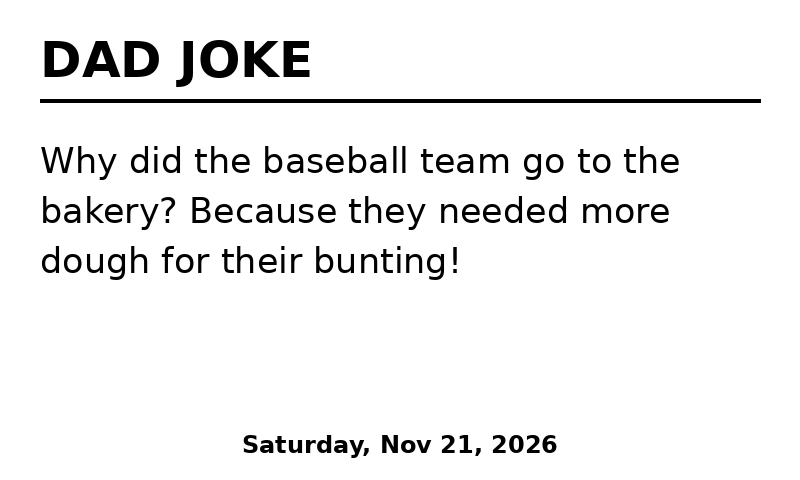 DAD JOKE
Why did the baseball team go to the
bakery? Because they needed more
dough for their bunting!
Saturday, Nov 21, 2026